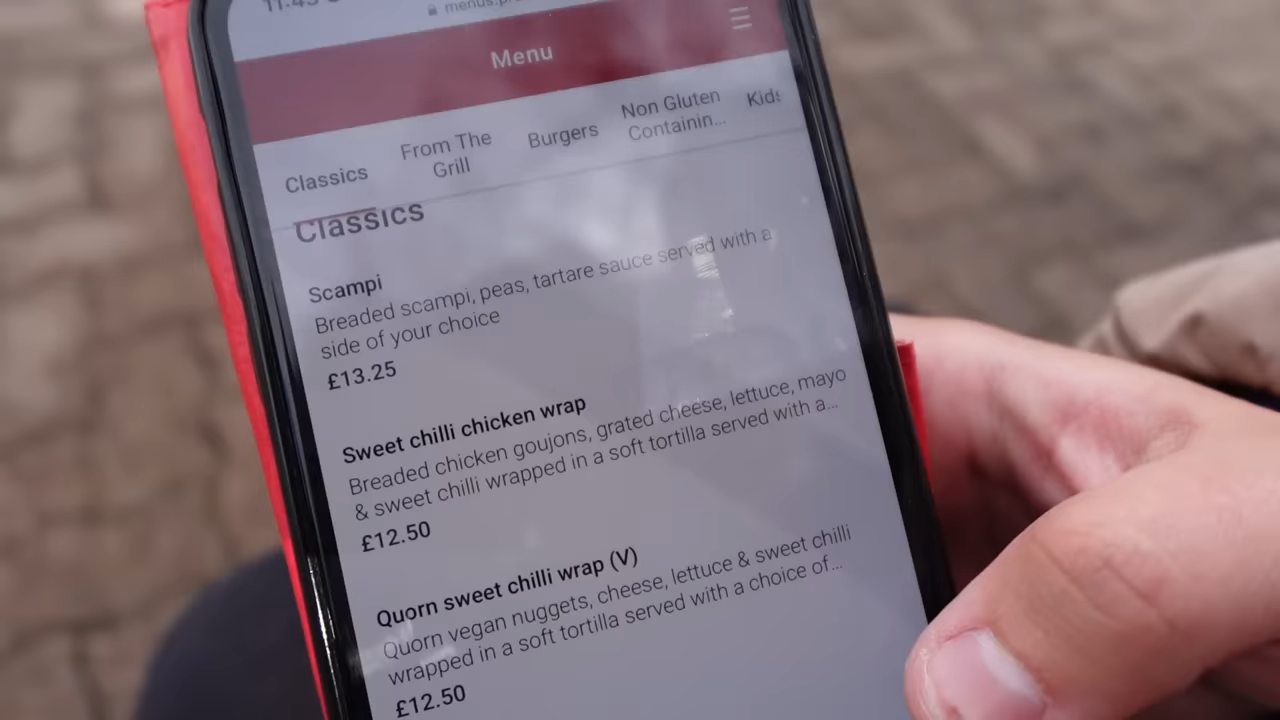 Menu
Classics
From The
Grill
Burgers
Non Gluten
Containin...
Classics
Scampi
Breaded scampi, peas, tartare sauce served with a
side of your choice
£13.25
Sweet chilli chicken wrap
Breaded chicken goujons, grated cheese, lettuce, mayo
& sweet chilli wrapped in a soft tortilla served with a...
£12.50
Quorn sweet chilli wrap (V)
Quorn vegan nuggets, cheese, lettuce & sweet chilli
wrapped in a soft tortilla served with a choice of...
£12.50